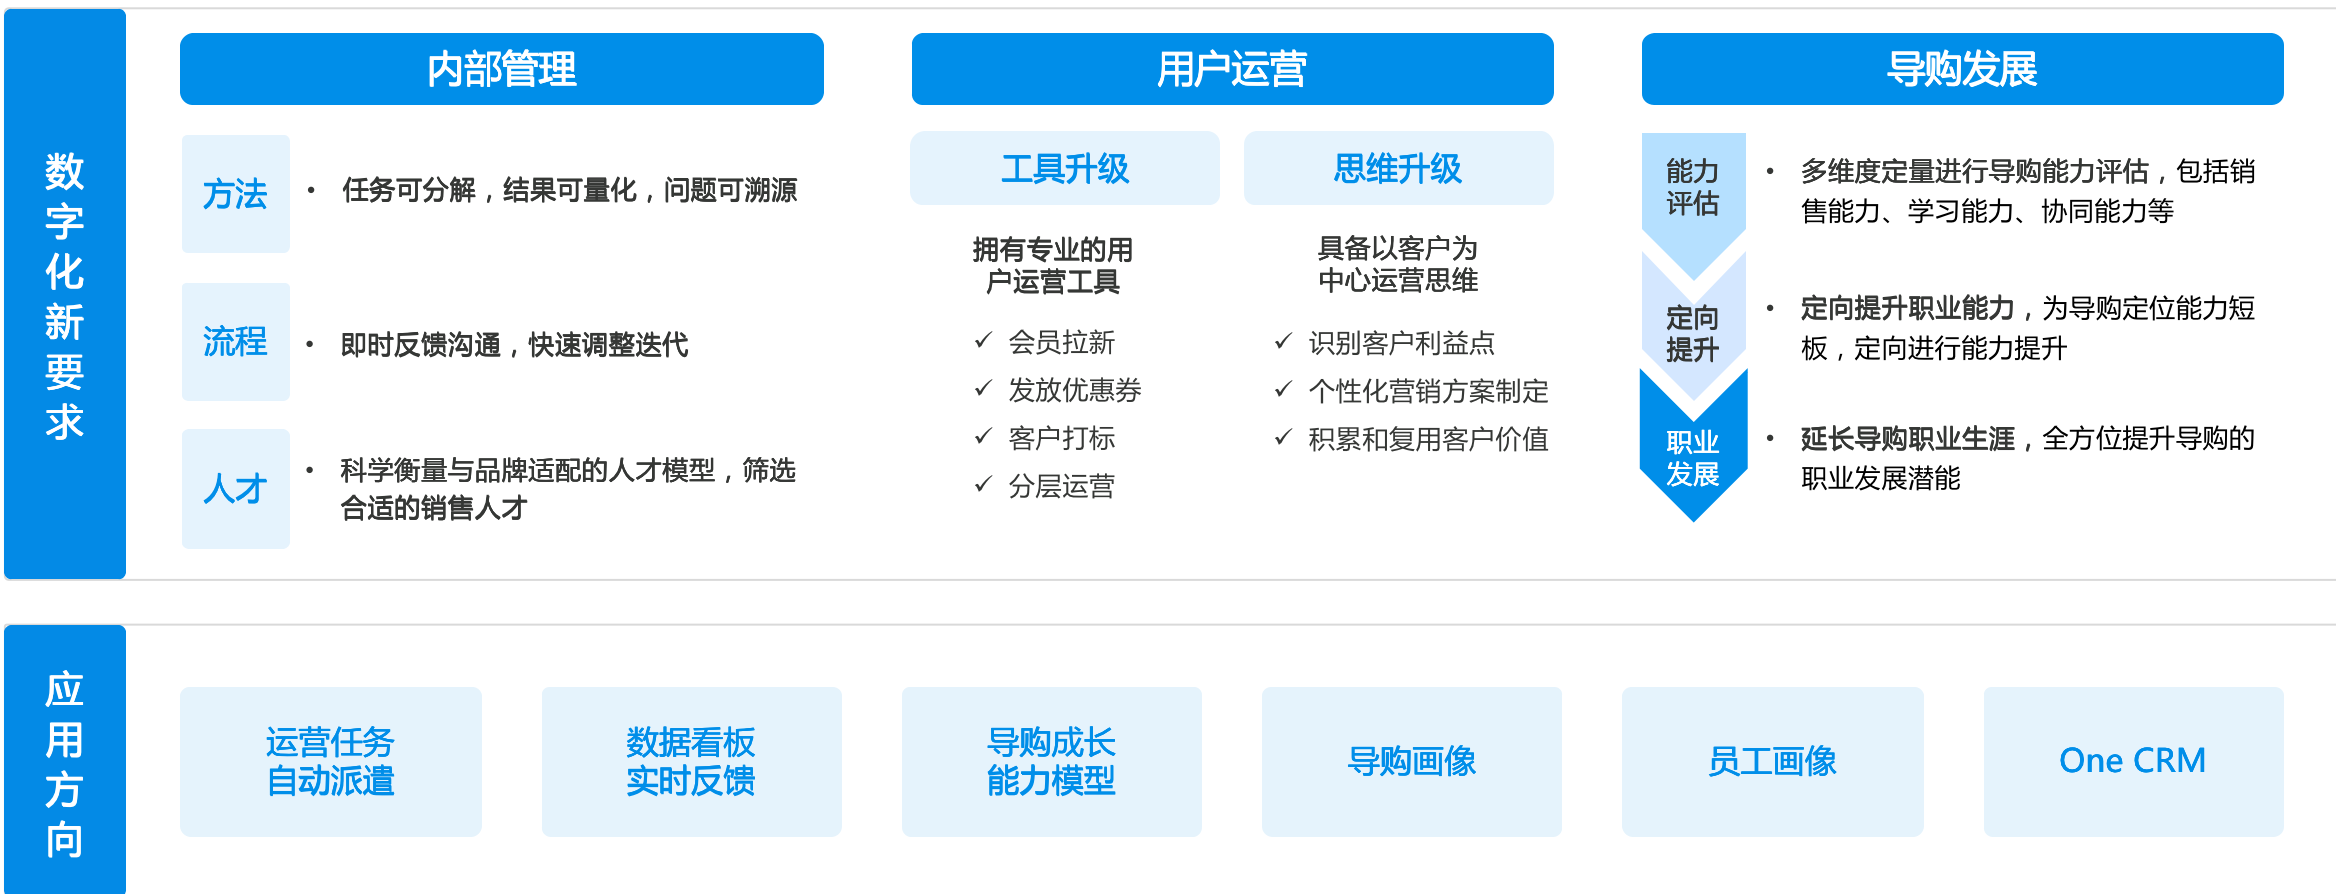 数字化新要求
内部管理
方法
• 任务可分解，结果可量化，问题可溯源
流程
• 即时反馈沟通，快速调整迭代
人才
• 科学衡量与品牌适配的人才模型，筛选
合适的销售人才
用户运营
工具升级
拥有专业的用
户运营工具
✓ 会员拉新
✓ 发放优惠券
✓ 客户打标
✓ 分层运营
思维升级
具备以客户为
中心运营思维
✓ 识别客户利益点
✓ 个性化营销方案制定
✓ 积累和复用客户价值
导购发展
能力
评估
• 多维度定量进行导购能力评估，包括销
售能力、学习能力、协同能力等
定向
提升
• 定向提升职业能力，为导购定位能力短
板，定向进行能力提升
职业
发展
• 延长导购职业生涯，全方位提升导购的
职业发展潜能
应用方向
运营任务
自动派遣
数据看板
实时反馈
导购成长
能力模型
导购画像
员工画像
One CRM